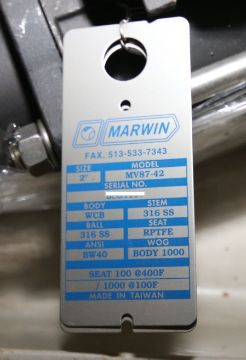 MARWIN
FAX. 513-533-7343
SIZE MODEL
2" MV87-42
SERIAL NO.
BODY STEM
WCB 316 SS
BALL SEAT
316 SS RPTFE
ANSI WOG
BW40 BODY 1000
SEAT 100 @400F
/ 1000 @100F
MADE IN TAIWAN